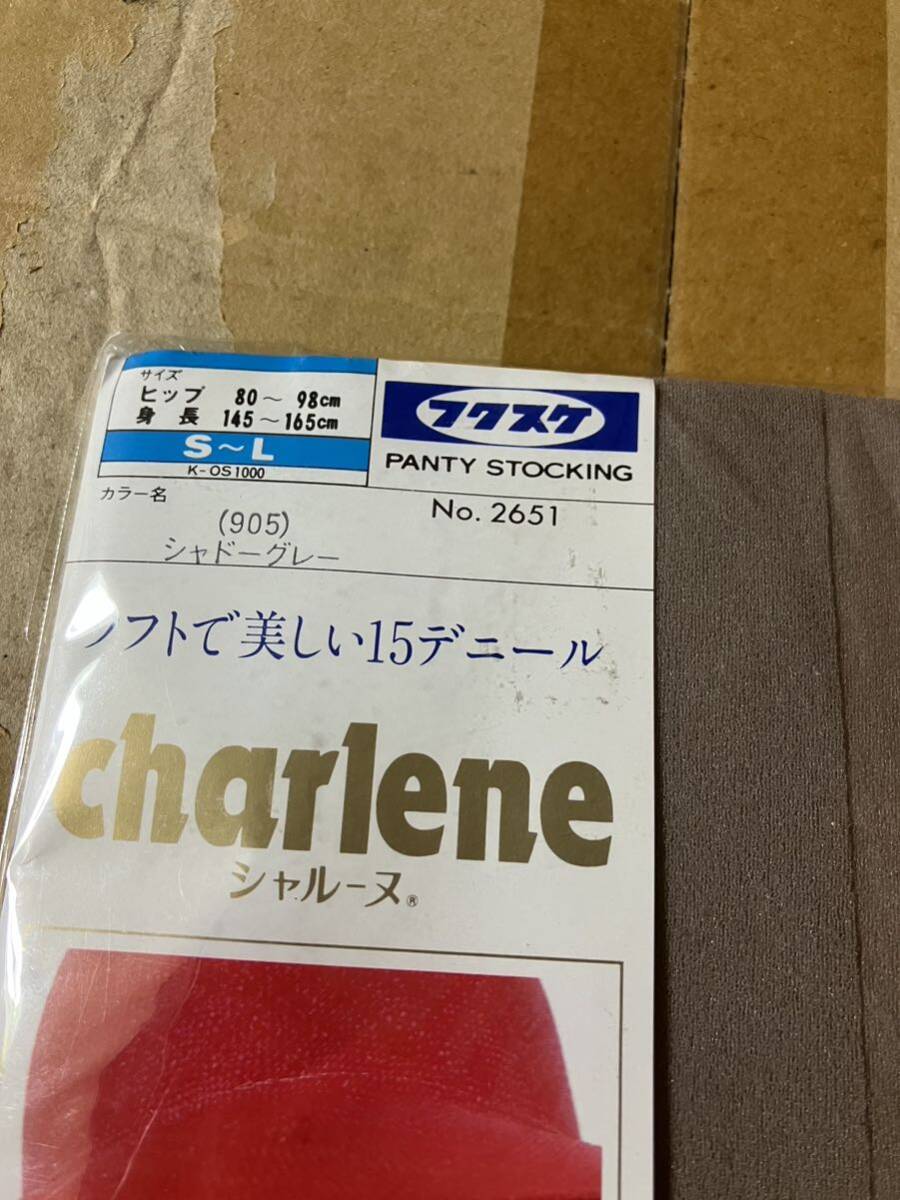 サイズ
ヒップ 80～98cm
身長 145～165cm
S～L
K-OS1000
フクスケ
PANTY STOCKING
カラー名
(905)
シャドーグレー
No. 2651
ソフトで美しい15デニール
charlene
シャルーヌ®